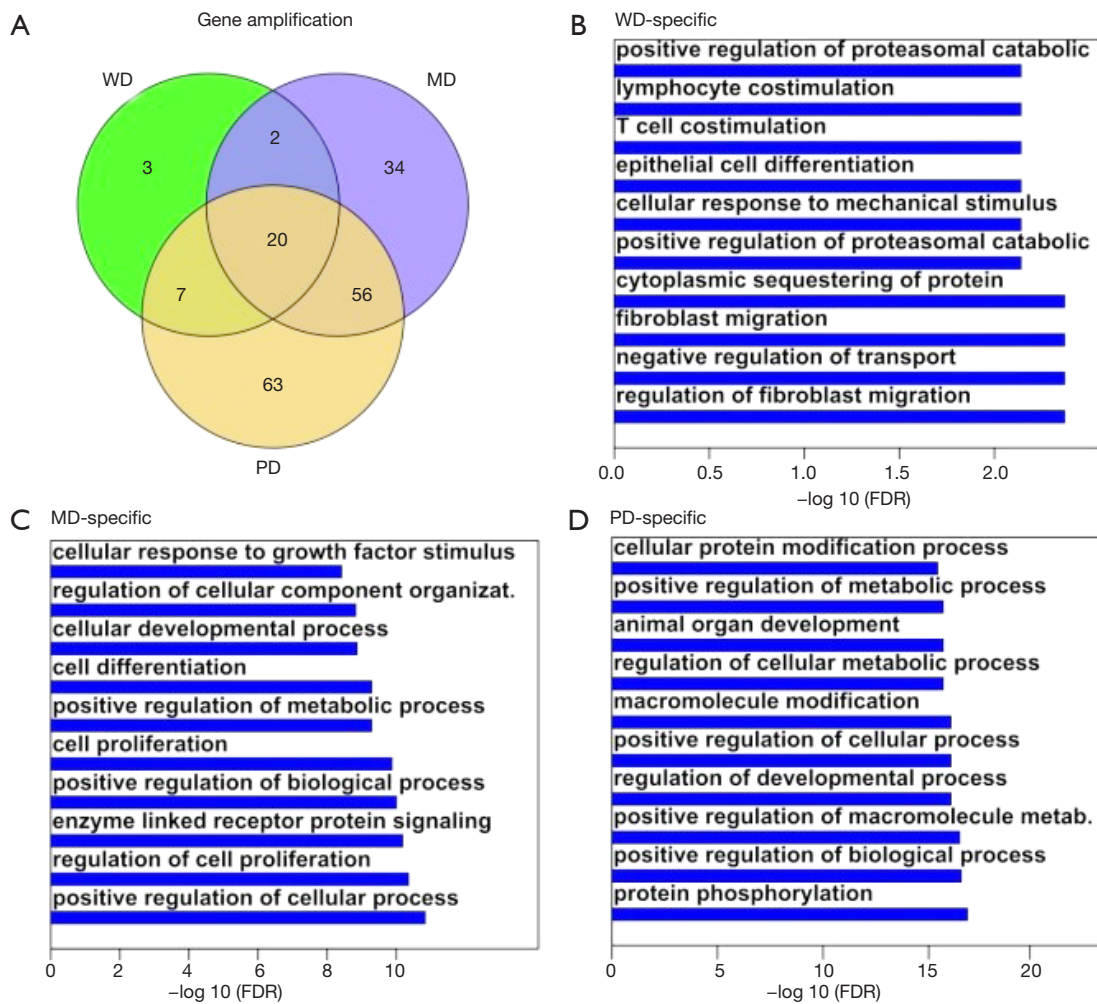 A
Gene amplification
WD
MD
2
3
34
20
7
56
63
PD
B
WD-specific
positive regulation of proteasomal catabolic
lymphocyte costimulation
T cell costimulation
epithelial cell differentiation
cellular response to mechanical stimulus
positive regulation of proteasomal catabolic
cytoplasmic sequestering of protein
fibroblast migration
negative regulation of transport
regulation of fibroblast migration
0.0 0.5 1.0 1.5 2.0
−log 10 (FDR)
C
MD-specific
cellular response to growth factor stimulus
regulation of cellular component organizat.
cellular developmental process
cell differentiation
positive regulation of metabolic process
cell proliferation
positive regulation of biological process
enzyme linked receptor protein signaling
regulation of cell proliferation
positive regulation of cellular process
0 2 4 6 8 10
−log 10 (FDR)
D
PD-specific
cellular protein modification process
positive regulation of metabolic process
animal organ development
regulation of cellular metabolic process
macromolecule modification
positive regulation of cellular process
regulation of developmental process
positive regulation of macromolecule metab.
positive regulation of biological process
protein phosphorylation
0 5 10 15 20
−log 10 (FDR)